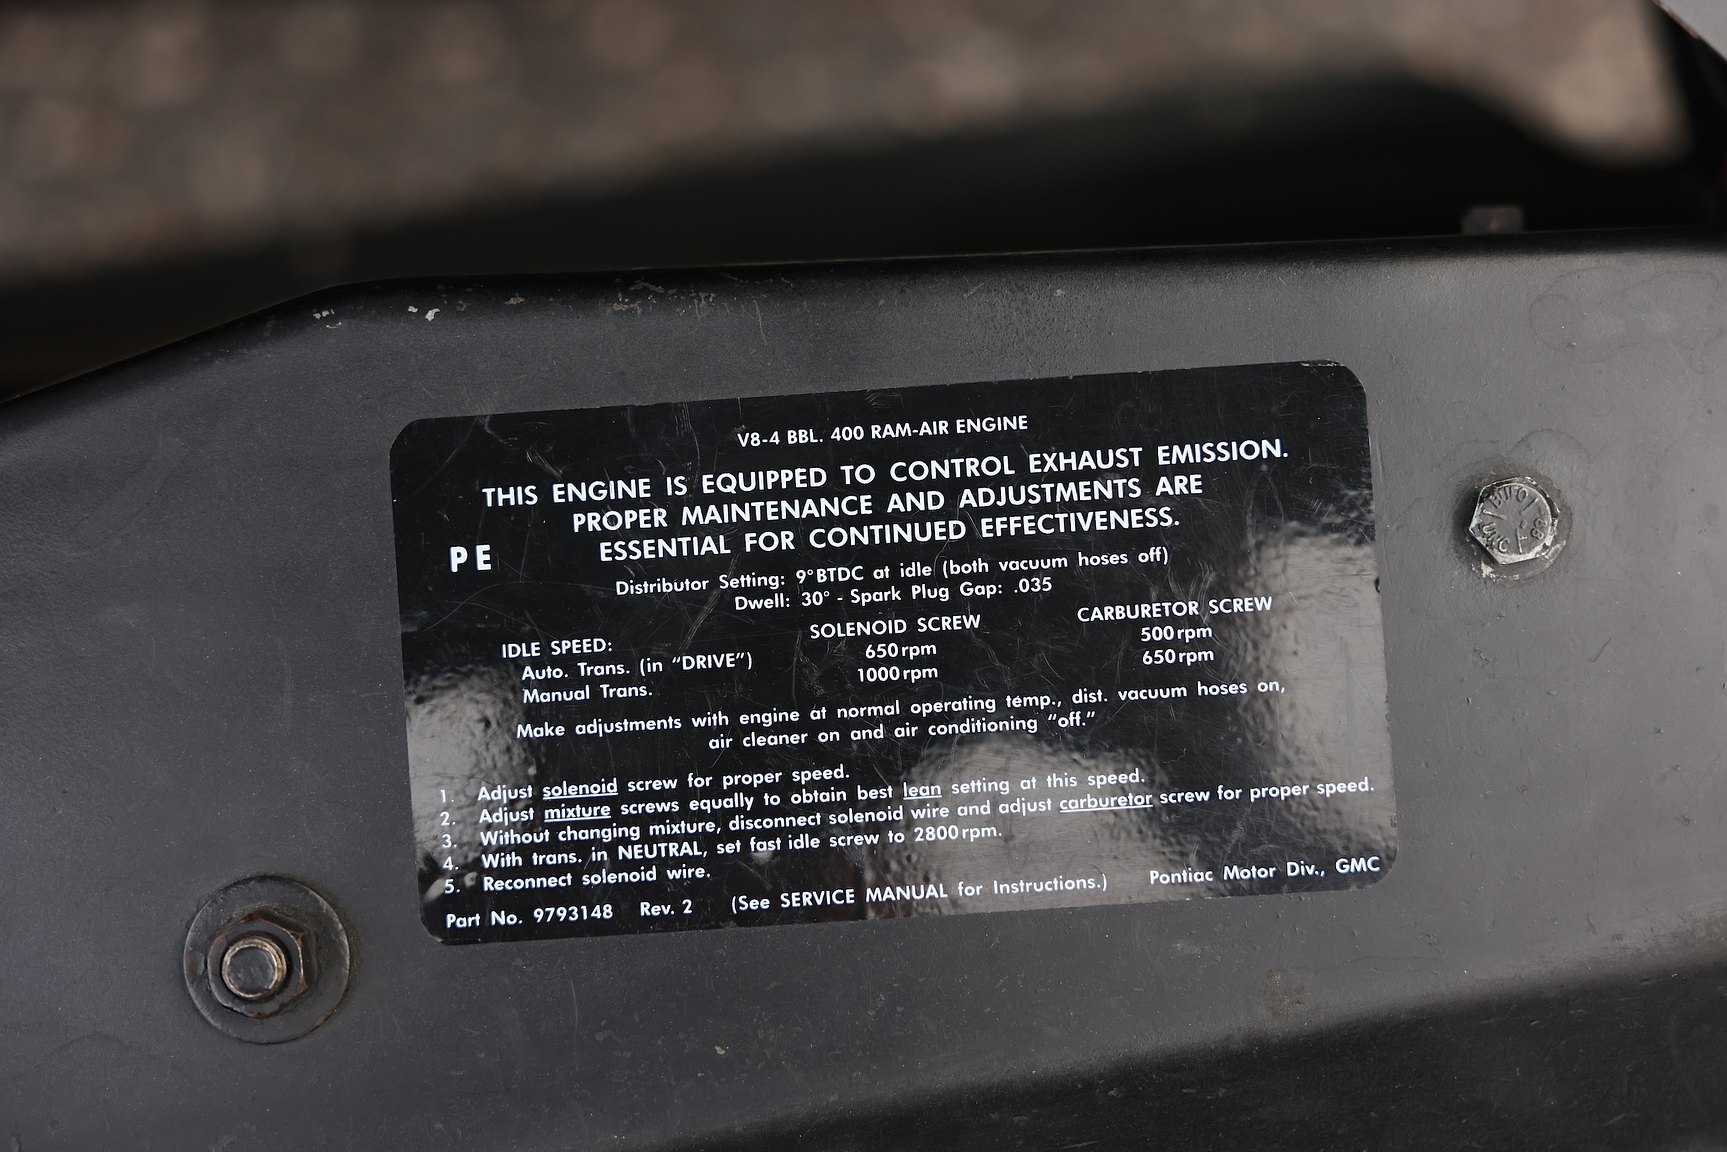 V8-4 BBL. 400 RAM-AIR ENGINE
THIS ENGINE IS EQUIPPED TO CONTROL EXHAUST EMISSION.
PROPER MAINTENANCE AND ADJUSTMENTS ARE
ESSENTIAL FOR CONTINUED EFFECTIVENESS.
PE
Distributor Setting: 9° BTDC at idle (both vacuum hoses off)
Dwell: 30° - Spark Plug Gap: .035
IDLE SPEED: SOLENOID SCREW CARBURETOR SCREW
Auto. Trans. (in “DRIVE”) 650 rpm 500 rpm
Manual Trans. 1000 rpm 650 rpm
Make adjustments with engine at normal operating temp., dist. vacuum hoses on,
air cleaner on and air conditioning “off.”
1. Adjust solenoid screw for proper speed.
2. Adjust mixture screws equally to obtain best lean setting at this speed.
3. Without changing mixture, disconnect solenoid wire and adjust carburetor screw for proper speed.
4. With trans. in NEUTRAL, set fast idle screw to 2800 rpm.
5. Reconnect solenoid wire.
Part No. 9793148 Rev. 2 (See SERVICE MANUAL for Instructions.) Pontiac Motor Div., GMC